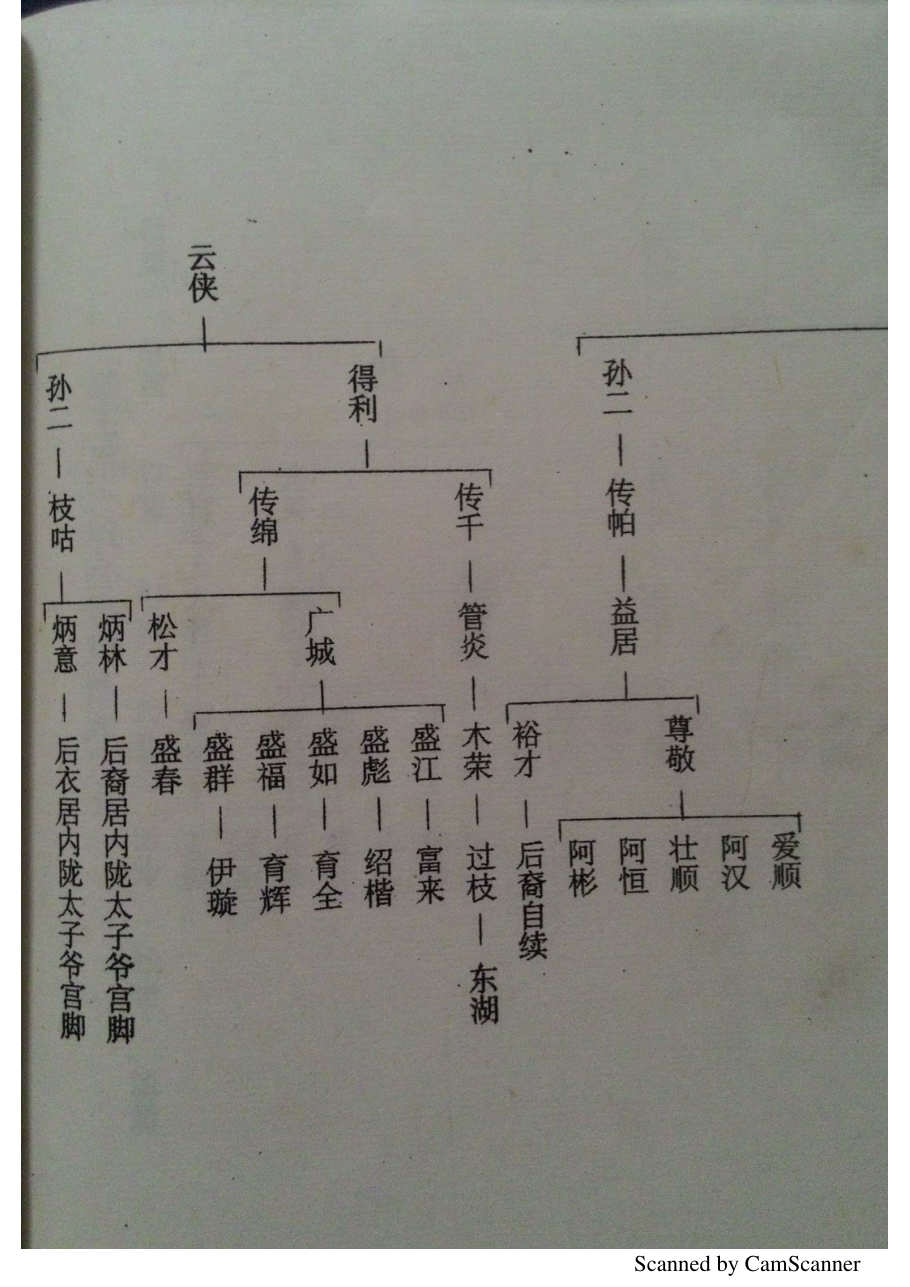 云侠
孙二
得利
孙二
枝咕
传绵
传千
传帕
炳意
炳林
松才
广城
管炎
益居
后衣居内陇太子爷宫脚
后裔居内陇太子爷宫脚
盛春
盛群
盛福
盛如
盛彪
盛江
木荣
裕才
尊敬
伊璇
育辉
育全
绍楷
富来
过枝
后裔自续
阿彬
阿恒
壮顺
阿汉
爱顺
东湖
Scanned by CamScanner